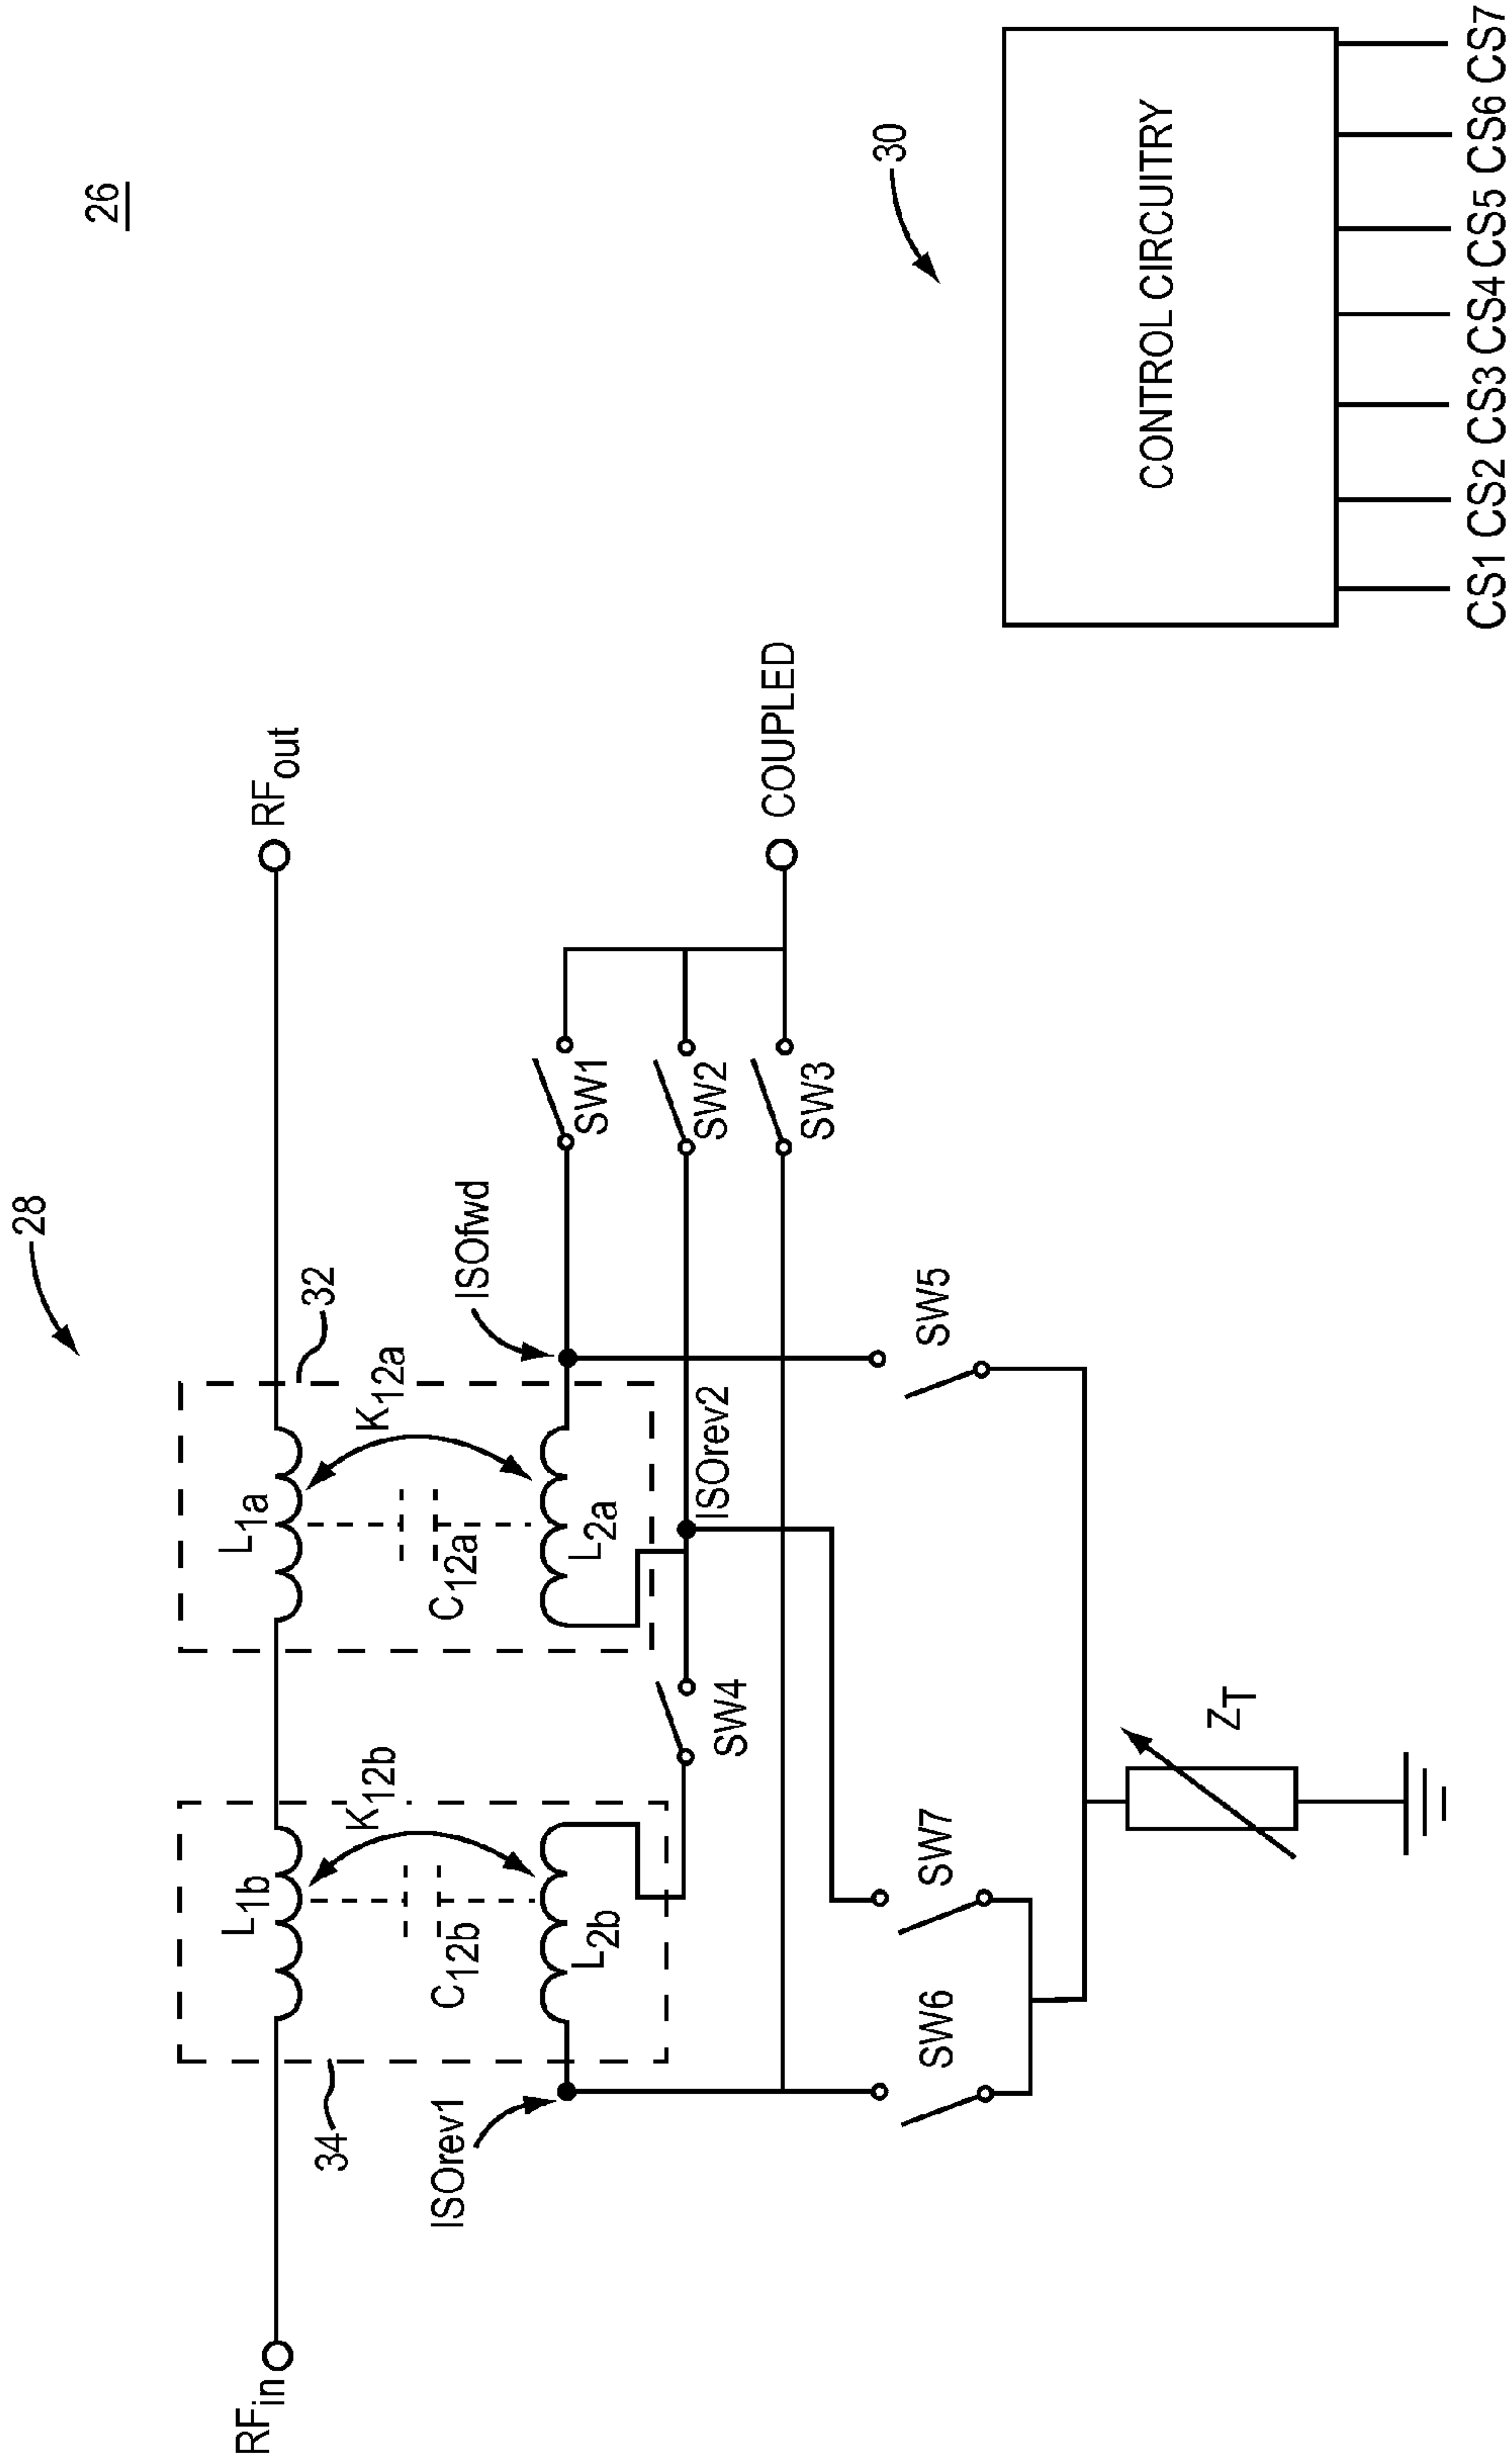 26
28
RFin
RFout
34
32
L1b
L1a
K12b
K12a
C12b
C12a
L2b
L2a
ISOrev1
ISOfwd
ISOrev2
SW1
SW2
SW3
SW4
COUPLED
SW6
SW7
SW5
ZT
30
CONTROL CIRCUITRY
CS1 CS2 CS3 CS4 CS5 CS6 CS7